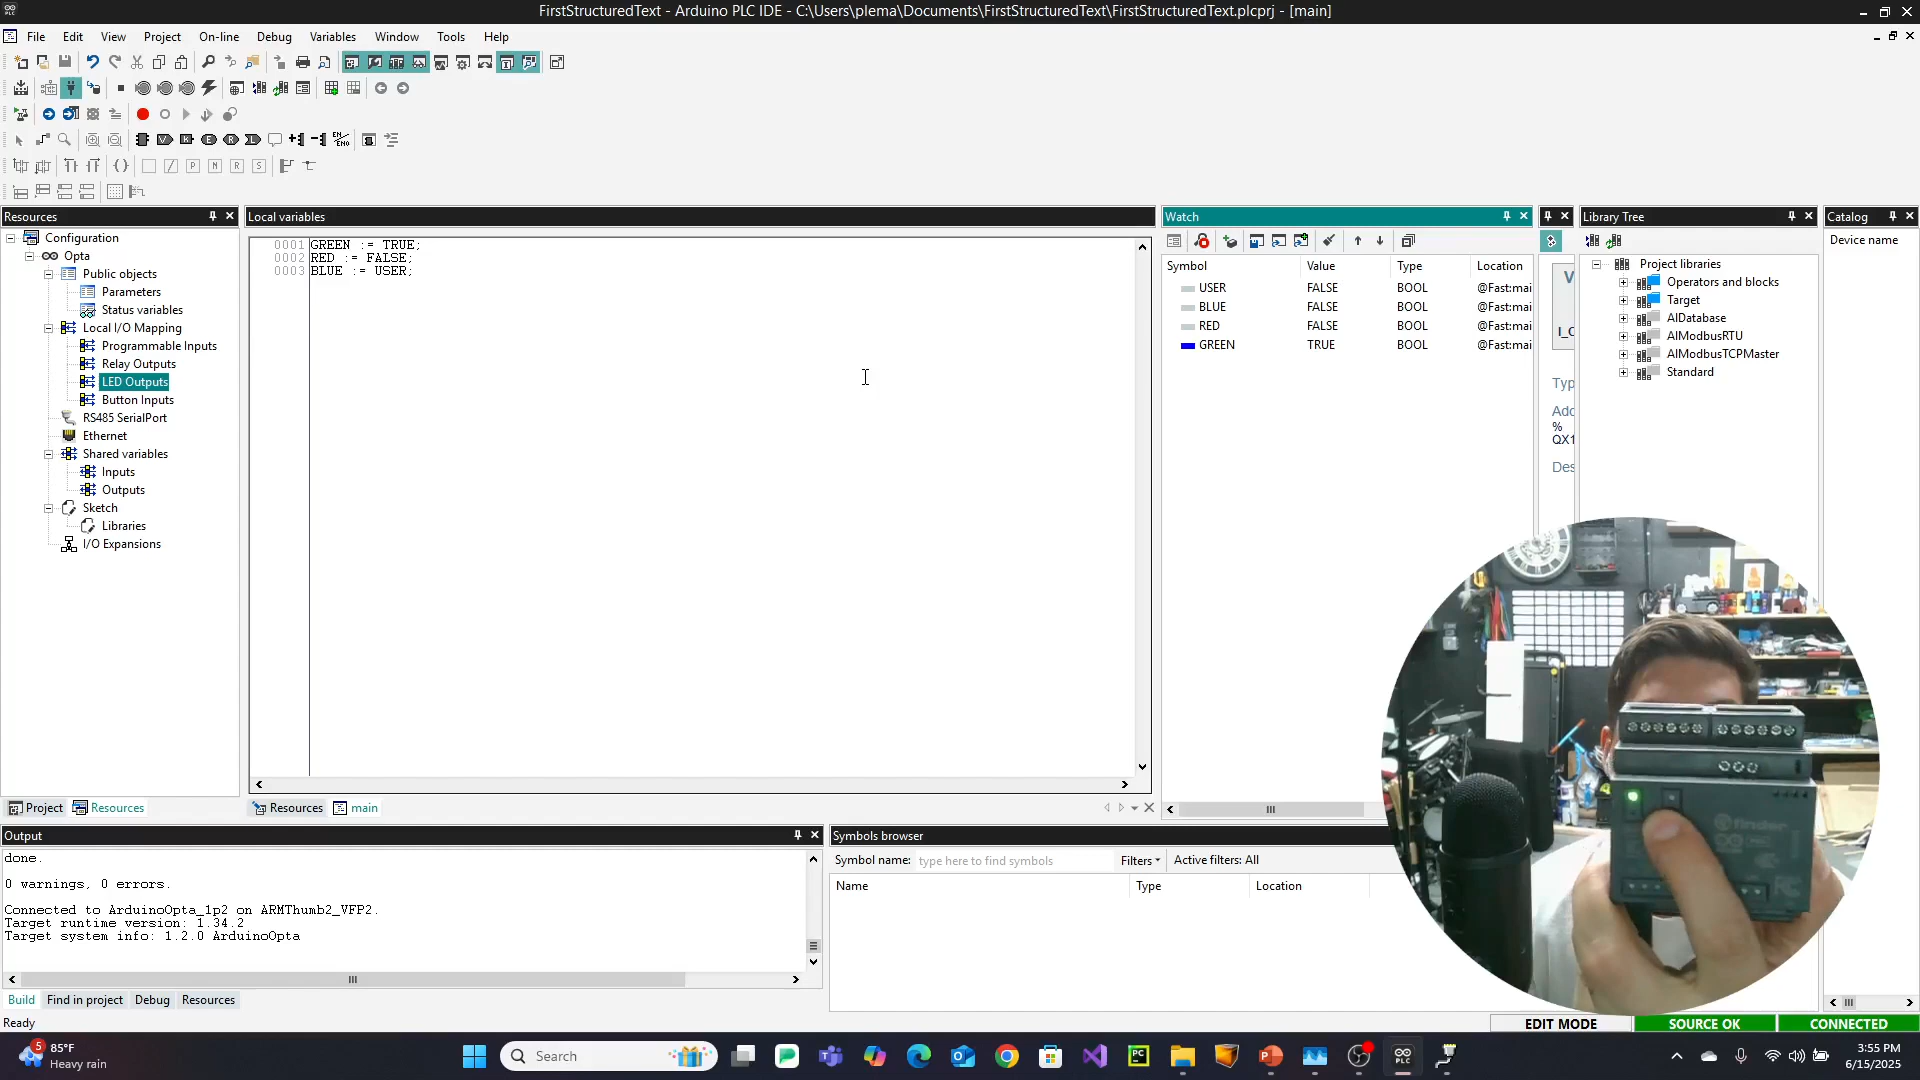 FirstStructuredText - Arduino PLC IDE - C:\Users\plema\Documents\FirstStructuredText\FirstStructuredText.plcprj - [main]
File Edit View Project On-line Debug Variables Window Tools Help
Resources
Configuration
Opta
Public objects
Parameters
Status variables
Local I/O Mapping
Programmable Inputs
Relay Outputs
LED Outputs
Button Inputs
RS485 SerialPort
Ethernet
Shared variables
Inputs
Outputs
Sketch
Libraries
I/O Expansions
Project Resources
Local variables
0001 GREEN := TRUE;
0002 RED := FALSE;
0003 BLUE := USER;
Resources main
Watch
Symbol Value Type Location
USER FALSE BOOL @Fast:mai
BLUE FALSE BOOL @Fast:mai
RED FALSE BOOL @Fast:mai
GREEN TRUE BOOL @Fast:mai
V
I_C
Typ
Adc
%
QX1
Des
Library Tree
Project libraries
Operators and blocks
Target
AlDatabase
AlModbusRTU
AlModbusTCPMaster
Standard
Catalog
Device name
Output
done.
0 warnings, 0 errors.
Connected to ArduinoOpta_1p2 on ARMThumb2_VFP2.
Target runtime version: 1.34.2
Target system info: 1.2.0 ArduinoOpta
Build Find in project Debug Resources
Symbols browser
Symbol name: type here to find symbols Filters Active filters: All
Name Type Location
finder
Ready
EDIT MODE SOURCE OK CONNECTED
5
85°F
Heavy rain
Search
3:55 PM
6/15/2025